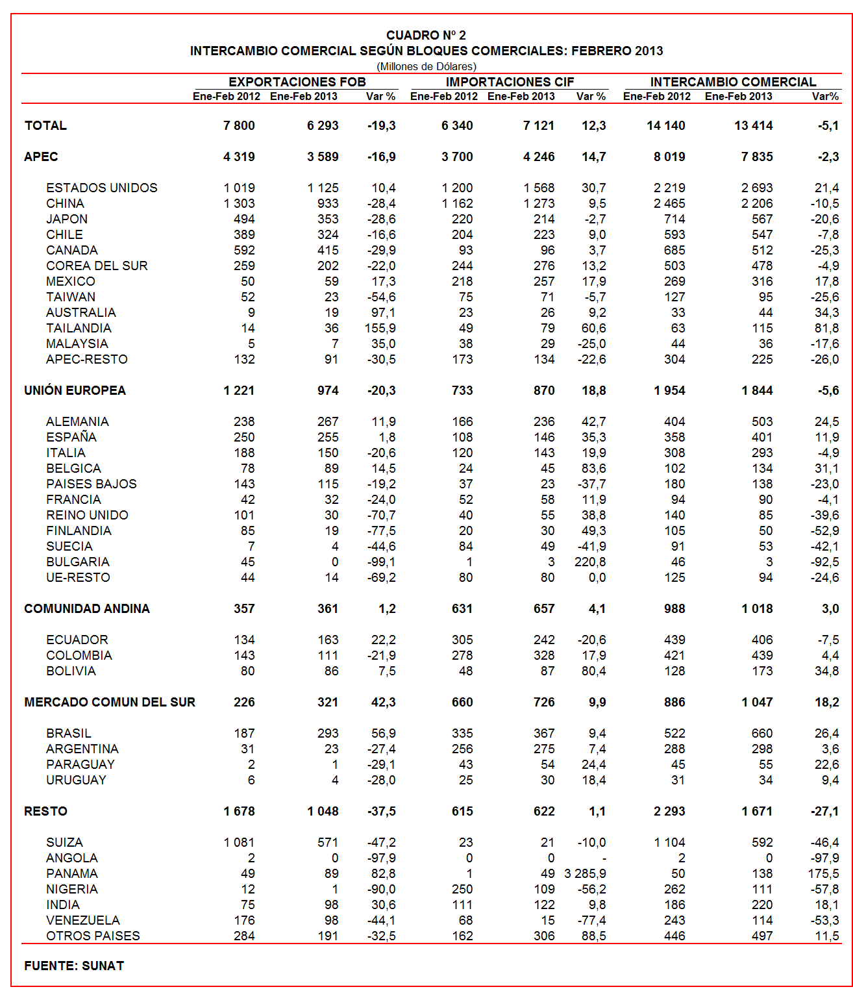 CUADRO Nº 2
INTERCAMBIO COMERCIAL SEGÚN BLOQUES COMERCIALES: FEBRERO 2013
(Millones de Dólares)
EXPORTACIONES FOB IMPORTACIONES CIF INTERCAMBIO COMERCIAL
Ene-Feb 2012 Ene-Feb 2013 Var % Ene-Feb 2012 Ene-Feb 2013 Var % Ene-Feb 2012 Ene-Feb 2013 Var%
TOTAL 7 800 6 293 -19,3 6 340 7 121 12,3 14 140 13 414 -5,1
APEC 4 319 3 589 -16,9 3 700 4 246 14,7 8 019 7 835 -2,3
ESTADOS UNIDOS 1 019 1 125 10,4 1 200 1 568 30,7 2 219 2 693 21,4
CHINA 1 303 933 -28,4 1 162 1 273 9,5 2 465 2 206 -10,5
JAPON 494 353 -28,6 220 214 -2,7 714 567 -20,6
CHILE 389 324 -16,6 204 223 9,0 593 547 -7,8
CANADA 592 415 -29,9 93 96 3,7 685 512 -25,3
COREA DEL SUR 259 202 -22,0 244 276 13,2 503 478 -4,9
MEXICO 50 59 17,3 218 257 17,9 269 316 17,8
TAIWAN 52 23 -54,6 75 71 -5,7 127 95 -25,6
AUSTRALIA 9 19 97,1 23 26 9,2 33 44 34,3
TAILANDIA 14 36 155,9 49 79 60,6 63 115 81,8
MALAYSIA 5 7 35,0 38 29 -25,0 44 36 -17,6
APEC-RESTO 132 91 -30,5 173 134 -22,6 304 225 -26,0
UNIÓN EUROPEA 1 221 974 -20,3 733 870 18,8 1 954 1 844 -5,6
ALEMANIA 238 267 11,9 166 236 42,7 404 503 24,5
ESPAÑA 250 255 1,8 108 146 35,3 358 401 11,9
ITALIA 188 150 -20,6 120 143 19,9 308 293 -4,9
BELGICA 78 89 14,5 24 45 83,6 102 134 31,1
PAISES BAJOS 143 115 -19,2 37 23 -37,7 180 138 -23,0
FRANCIA 42 32 -24,0 52 58 11,9 94 90 -4,1
REINO UNIDO 101 30 -70,7 40 55 38,8 140 85 -39,6
FINLANDIA 85 19 -77,5 20 30 49,3 105 50 -52,9
SUECIA 7 4 -44,6 84 49 -41,9 91 53 -42,1
BULGARIA 45 0 -99,1 1 3 220,8 46 3 -92,5
UE-RESTO 44 14 -69,2 80 80 0,0 125 94 -24,6
COMUNIDAD ANDINA 357 361 1,2 631 657 4,1 988 1 018 3,0
ECUADOR 134 163 22,2 305 242 -20,6 439 406 -7,5
COLOMBIA 143 111 -21,9 278 328 17,9 421 439 4,4
BOLIVIA 80 86 7,5 48 87 80,4 128 173 34,8
MERCADO COMUN DEL SUR 226 321 42,3 660 726 9,9 886 1 047 18,2
BRASIL 187 293 56,9 335 367 9,4 522 660 26,4
ARGENTINA 31 23 -27,4 256 275 7,4 288 298 3,6
PARAGUAY 2 1 -29,1 43 54 24,4 45 55 22,6
URUGUAY 6 4 -28,0 25 30 18,4 31 34 9,4
RESTO 1 678 1 048 -37,5 615 622 1,1 2 293 1 671 -27,1
SUIZA 1 081 571 -47,2 23 21 -10,0 1 104 592 -46,4
ANGOLA 2 0 -97,9 0 0 - 2 0 -97,9
PANAMA 49 89 82,8 1 49 3 285,9 50 138 175,5
NIGERIA 12 1 -90,0 250 109 -56,2 262 111 -57,8
INDIA 75 98 30,6 111 122 9,8 186 220 18,1
VENEZUELA 176 98 -44,1 68 15 -77,4 243 114 -53,3
OTROS PAISES 284 191 -32,5 162 306 88,5 446 497 11,5
FUENTE: SUNAT